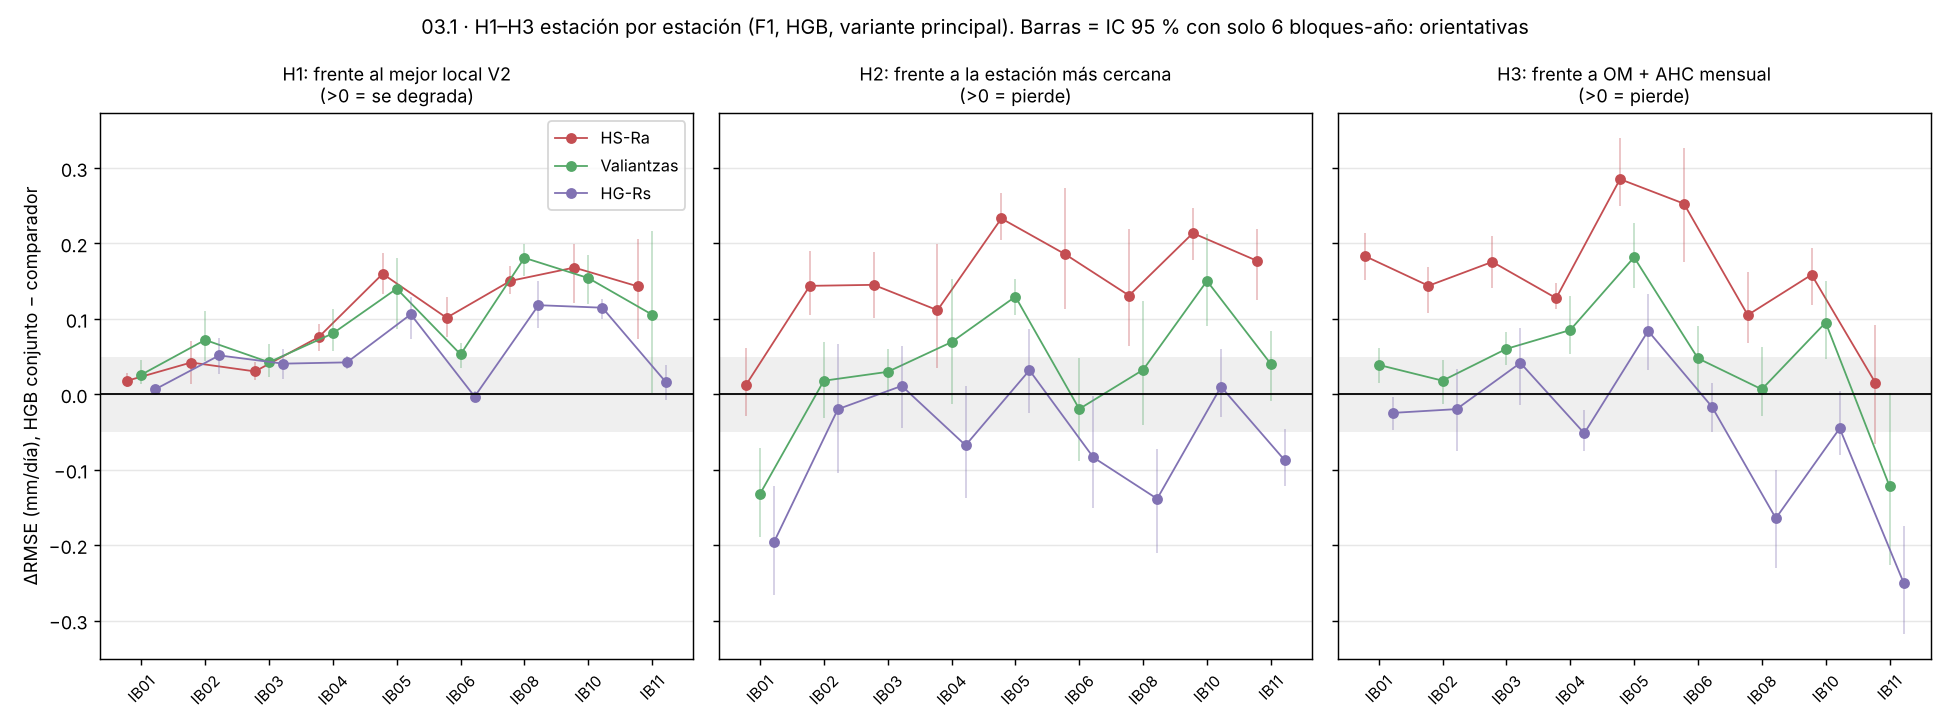 03.1 · H1–H3 estación por estación (F1, HGB, variante principal). Barras = IC 95 % con solo 6 bloques-año: orientativas
H1: frente al mejor local V2
(>0 = se degrada)
H2: frente a la estación más cercana
(>0 = pierde)
H3: frente a OM + AHC mensual
(>0 = pierde)
HS-Ra
Valiantzas
HG-Rs
ΔRMSE (mm/día), HGB conjunto − comparador
0.3
0.2
0.1
0.0
−0.1
−0.2
−0.3
IB01
IB02
IB03
IB04
IB05
IB06
IB08
IB10
IB11
IB01
IB02
IB03
IB04
IB05
IB06
IB08
IB10
IB11
IB01
IB02
IB03
IB04
IB05
IB06
IB08
IB10
IB11